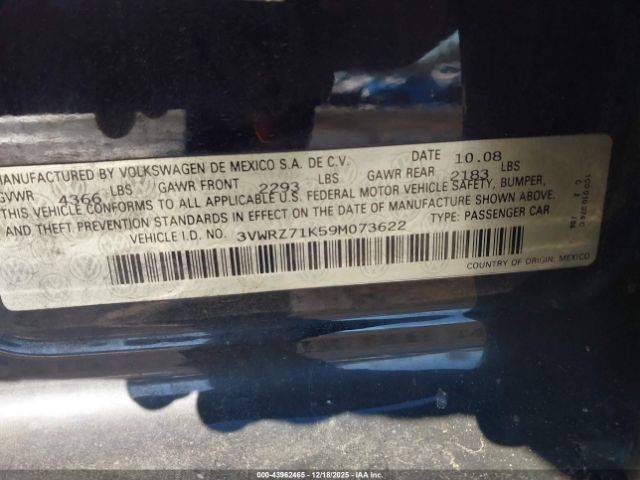 MANUFACTURED BY VOLKSWAGEN DE MEXICO S.A. DE C.V. DATE 10.08
GVWR 4366 LBS GAWR FRONT 2293 LBS GAWR REAR 2183 LBS
THIS VEHICLE CONFORMS TO ALL APPLICABLE U.S. FEDERAL MOTOR VEHICLE SAFETY, BUMPER,
AND THEFT PREVENTION STANDARDS IN EFFECT ON THE DATE OF MANUFACTURE SHOWN ABOVE.
VEHICLE I.D. NO. 3VWRZ71K59M073622 TYPE: PASSENGER CAR
COUNTRY OF ORIGIN: MEXICO
000-43962465 - 12/18/2025 - IAAI.COM